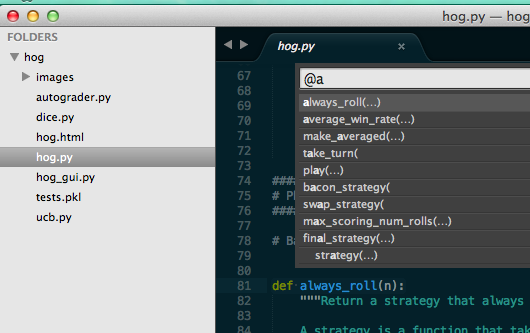 hog.py — hog
FOLDERS
hog
images
autograder.py
dice.py
hog.html
hog.py
hog_gui.py
tests.pkl
ucb.py
hog.py ×
@a
always_roll(…)
average_win_rate(…)
make_averaged(…)
take_turn(
play(…)
bacon_strategy(
swap_strategy(
max_scoring_num_rolls(…)
final_strategy(…)
strategy(…)
67
68
69
70
71
72
73
74 ####
75 # P
76 ####
77
78 # Ba
79
80
81 def always_roll(n):
82 """Return a strategy that always
83
84 A strategy is a function that tak